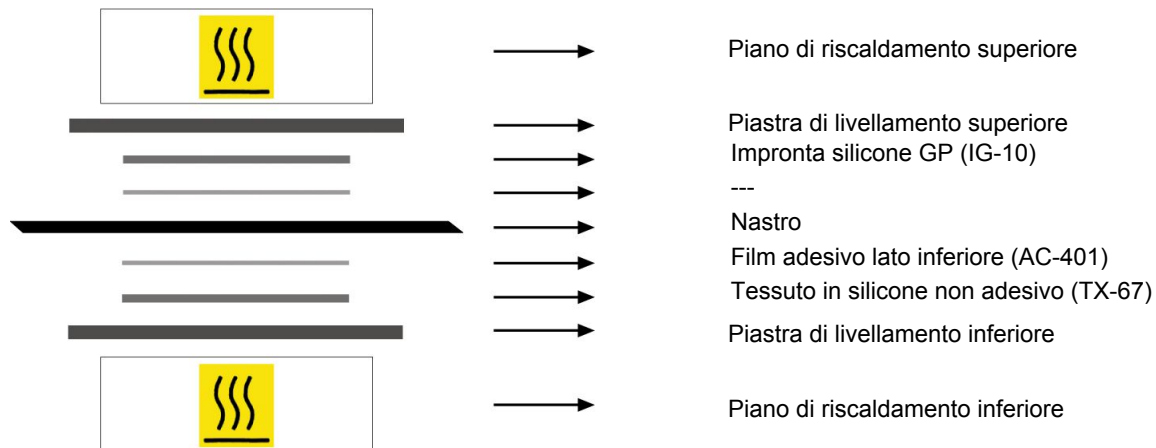 Piano di riscaldamento superiore
Piastra di livellamento superiore
Impronta silicone GP (IG-10)
---
Nastro
Film adesivo lato inferiore (AC-401)
Tessuto in silicone non adesivo (TX-67)
Piastra di livellamento inferiore
Piano di riscaldamento inferiore